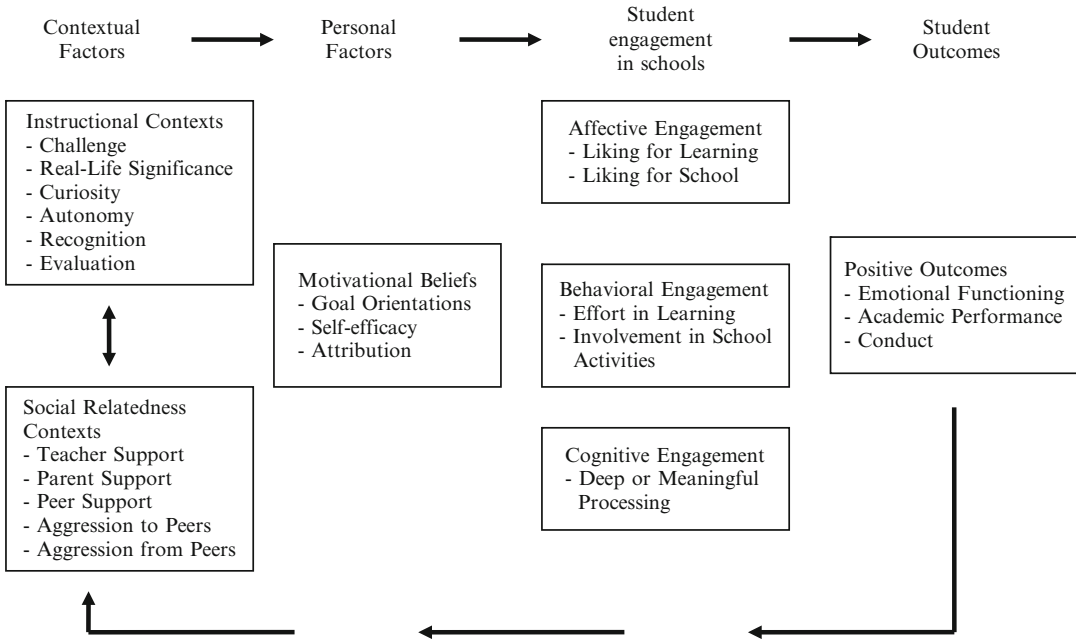 Contextual
Factors
Personal
Factors
Student
engagement
in schools
Student
Outcomes
Instructional Contexts
- Challenge
- Real-Life Significance
- Curiosity
- Autonomy
- Recognition
- Evaluation
Social Relatedness
Contexts
- Teacher Support
- Parent Support
- Peer Support
- Aggression to Peers
- Aggression from Peers
Motivational Beliefs
- Goal Orientations
- Self-efficacy
- Attribution
Affective Engagement
- Liking for Learning
- Liking for School
Behavioral Engagement
- Effort in Learning
- Involvement in School
Activities
Cognitive Engagement
- Deep or Meaningful
Processing
Positive Outcomes
- Emotional Functioning
- Academic Performance
- Conduct